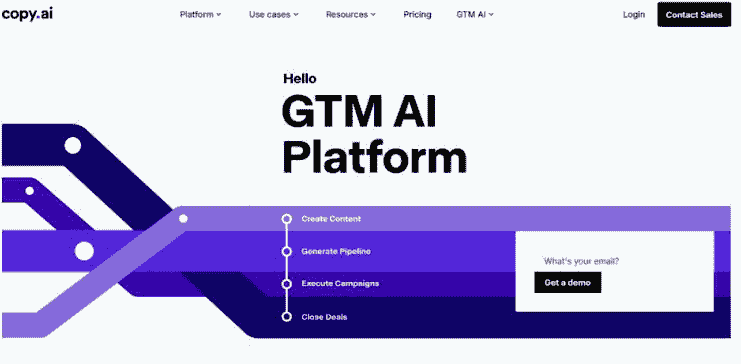 copy.ai
Platform
Use cases
Resources
Pricing
GTM AI
Login
Contact Sales
Hello
GTM AI
Platform
Create Content
Generate Pipeline
Execute Campaigns
Close Deals
What's your email?
Get a demo